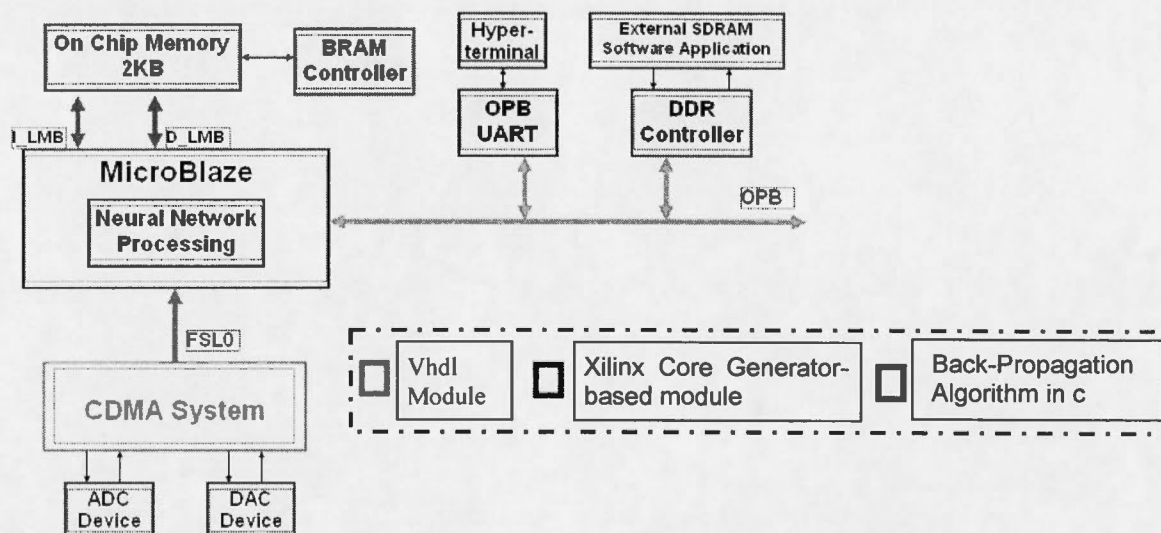 On Chip Memory
2KB
BRAM
Controller
Hyper-
terminal
External SDRAM
Software Application
OPB
UART
DDR
Controller
I_LMB
D_LMB
MicroBlaze
Neural Network
Processing
OPB
FSL0
CDMA System
ADC
Device
DAC
Device
Vhdl
Module
Xilinx Core Generator-
based module
Back-Propagation
Algorithm in c